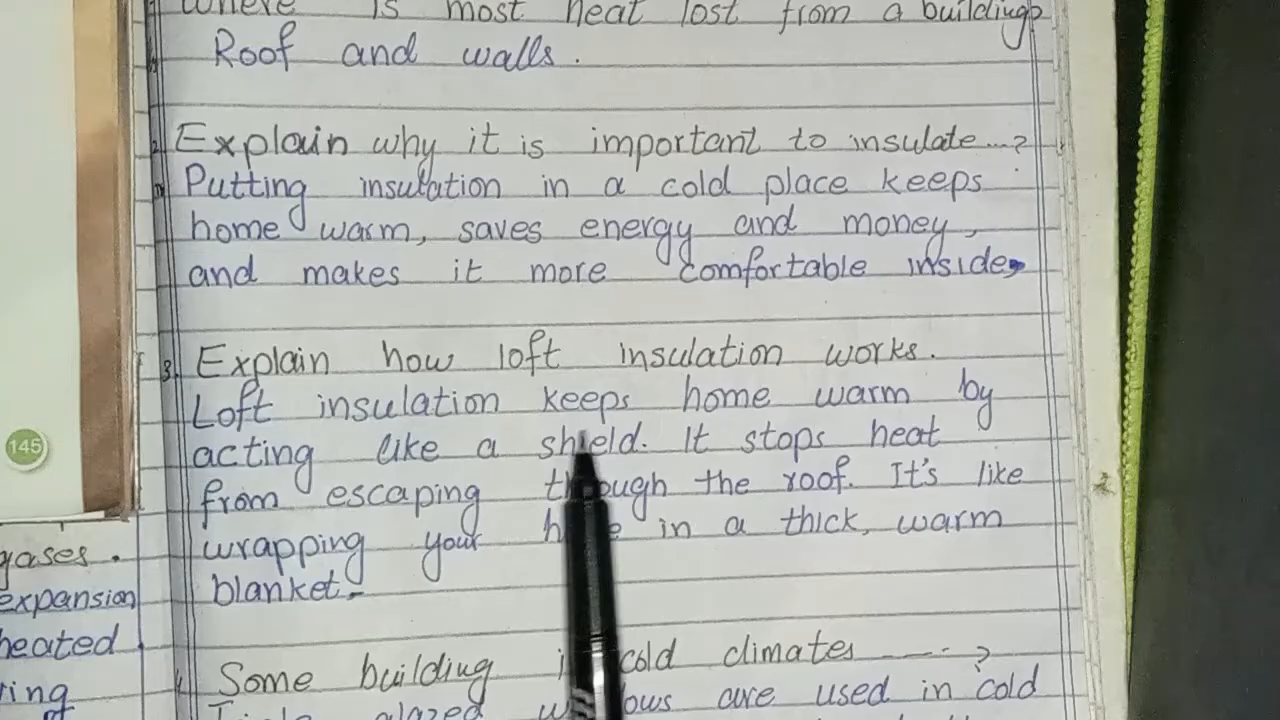 Where is most heat lost from a building?
Roof and walls.
Explain why it is important to insulate...?
Putting insulation in a cold place keeps
home warm, saves energy and money,
and makes it more comfortable inside.
3 Explain how loft insulation works.
Loft insulation keeps home warm by
acting like a shield. It stops heat
from escaping through the roof. It's like
wrapping your in a thick, warm
blanket.
Some building cold climates ----?
glazed are used in cold
145
gases.
expansion
heated